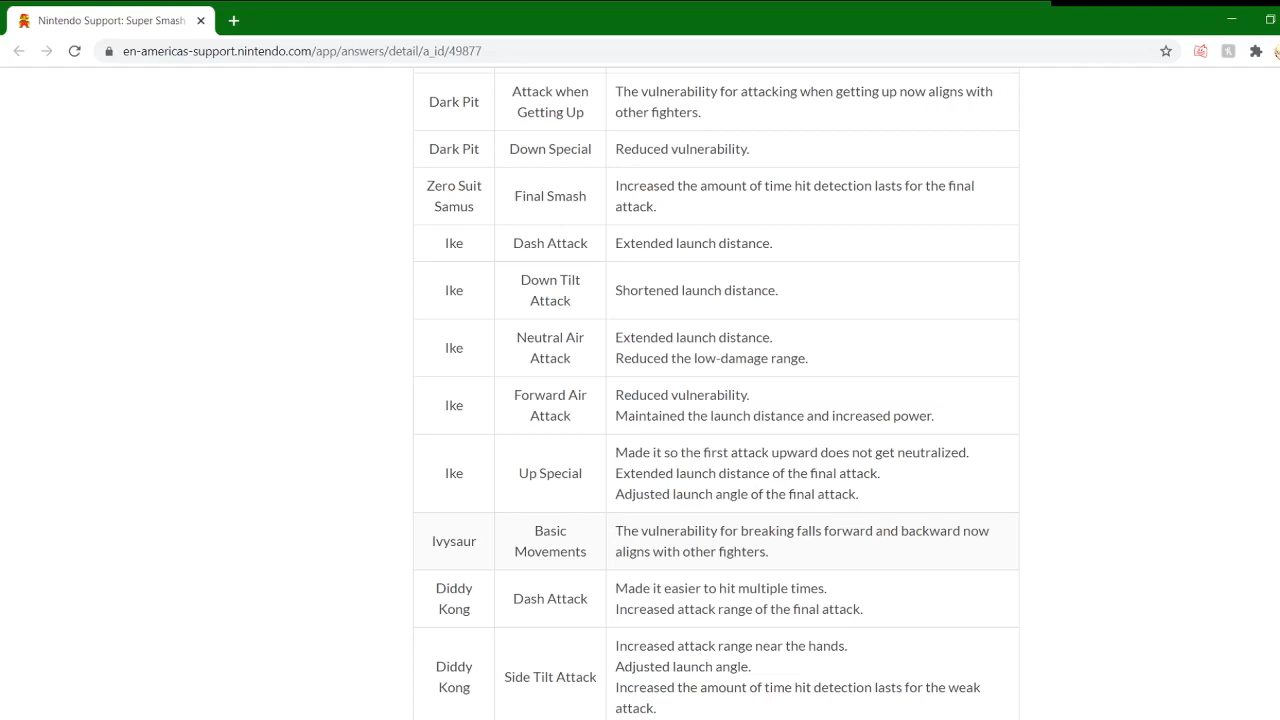 Nintendo Support: Super Smash
en-americas-support.nintendo.com/app/answers/detail/a_id/49877
Dark Pit
Attack when
Getting Up
The vulnerability for attacking when getting up now aligns with
other fighters.
Dark Pit
Down Special
Reduced vulnerability.
Zero Suit
Samus
Final Smash
Increased the amount of time hit detection lasts for the final
attack.
Ike
Dash Attack
Extended launch distance.
Ike
Down Tilt
Attack
Shortened launch distance.
Ike
Neutral Air
Attack
Extended launch distance.
Reduced the low-damage range.
Ike
Forward Air
Attack
Reduced vulnerability.
Maintained the launch distance and increased power.
Ike
Up Special
Made it so the first attack upward does not get neutralized.
Extended launch distance of the final attack.
Adjusted launch angle of the final attack.
Ivysaur
Basic
Movements
The vulnerability for breaking falls forward and backward now
aligns with other fighters.
Diddy
Kong
Dash Attack
Made it easier to hit multiple times.
Increased attack range of the final attack.
Diddy
Kong
Side Tilt Attack
Increased attack range near the hands.
Adjusted launch angle.
Increased the amount of time hit detection lasts for the weak
attack.